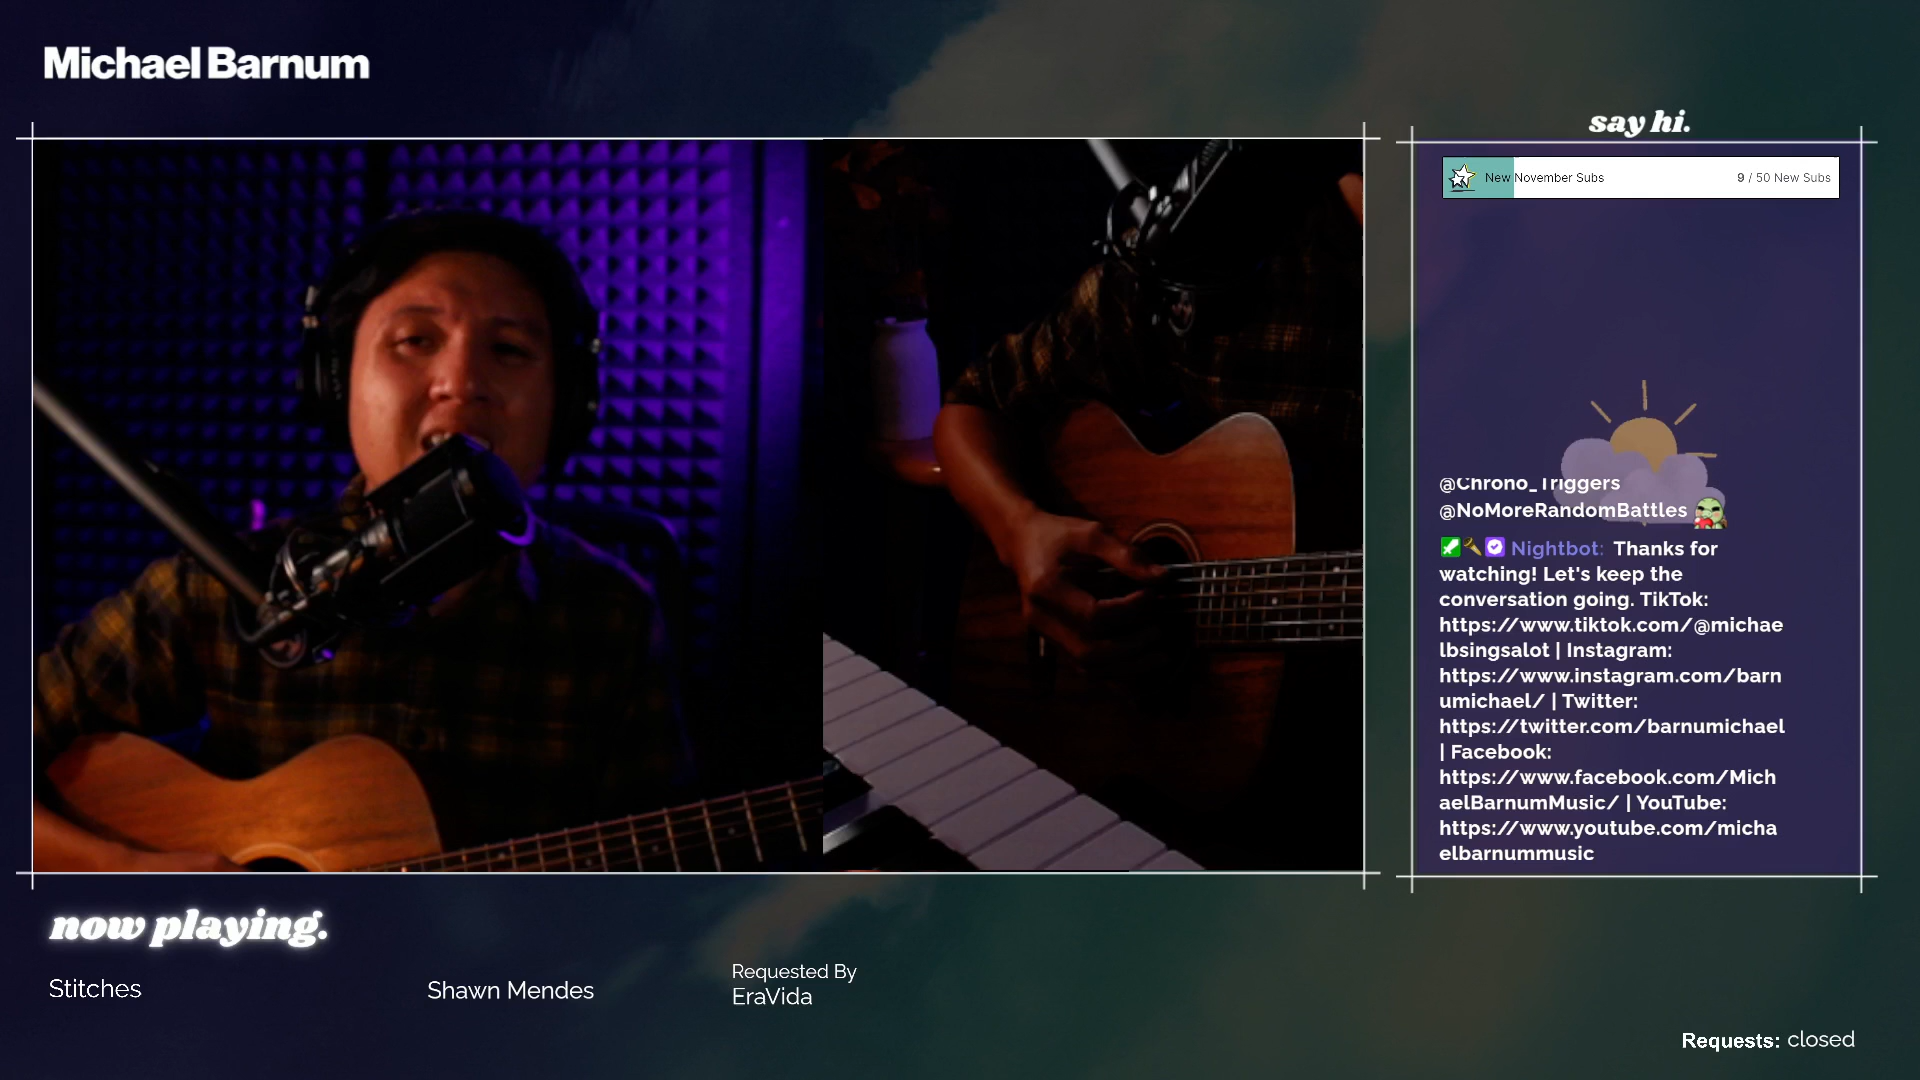 Michael Barnum
say hi.
New November Subs
9 / 50 New Subs
@Chrono_Triggers
@NoMoreRandomBattles
Nightbot: Thanks for
watching! Let's keep the
conversation going. TikTok:
https://www.tiktok.com/@michae
lbsingsalot | Instagram:
https://www.instagram.com/barn
umichael/ | Twitter:
https://twitter.com/barnumichael
| Facebook:
https://www.facebook.com/Mich
aelBarnumMusic/ | YouTube:
https://www.youtube.com/micha
elbarnummusic
now playing.
Stitches
Shawn Mendes
Requested By
EraVida
Requests: closed